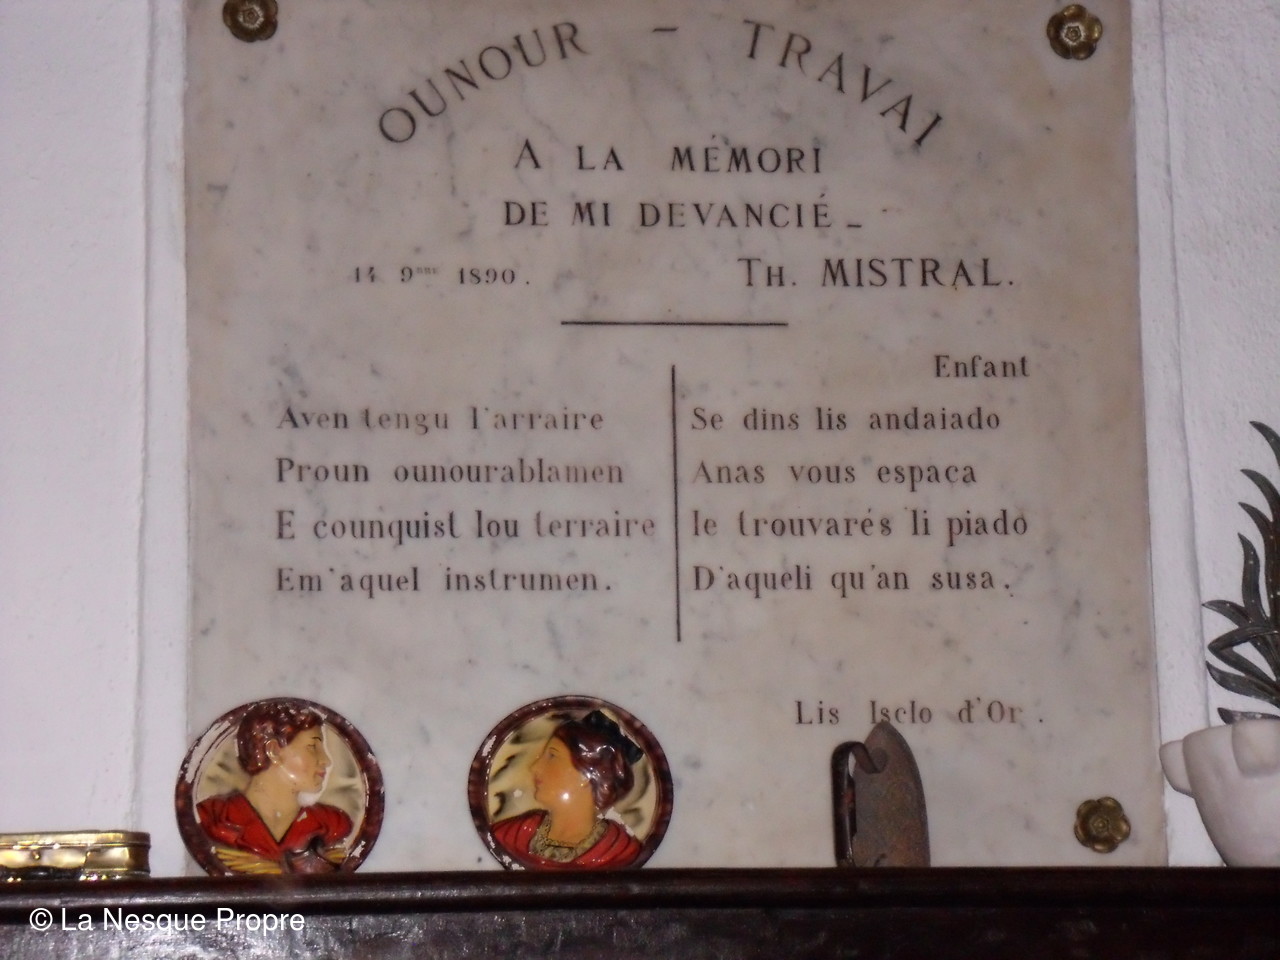 OUNOUR - TRAVAI
A LA MÉMORI
DE MI DEVANCIÉ -
14 9bre 1890. TH. MISTRAL.
Aven tengu l'arraire
Proun ounourablamen
E counquist lou terraire
Em'aquel instrumen.
Enfant
Se dins lis andaiado
Anas vous espaça
Ie trouvarés li piado
D'aqueli qu'an susa.
Lis Isclo d'Or.
© La Nesque Propre